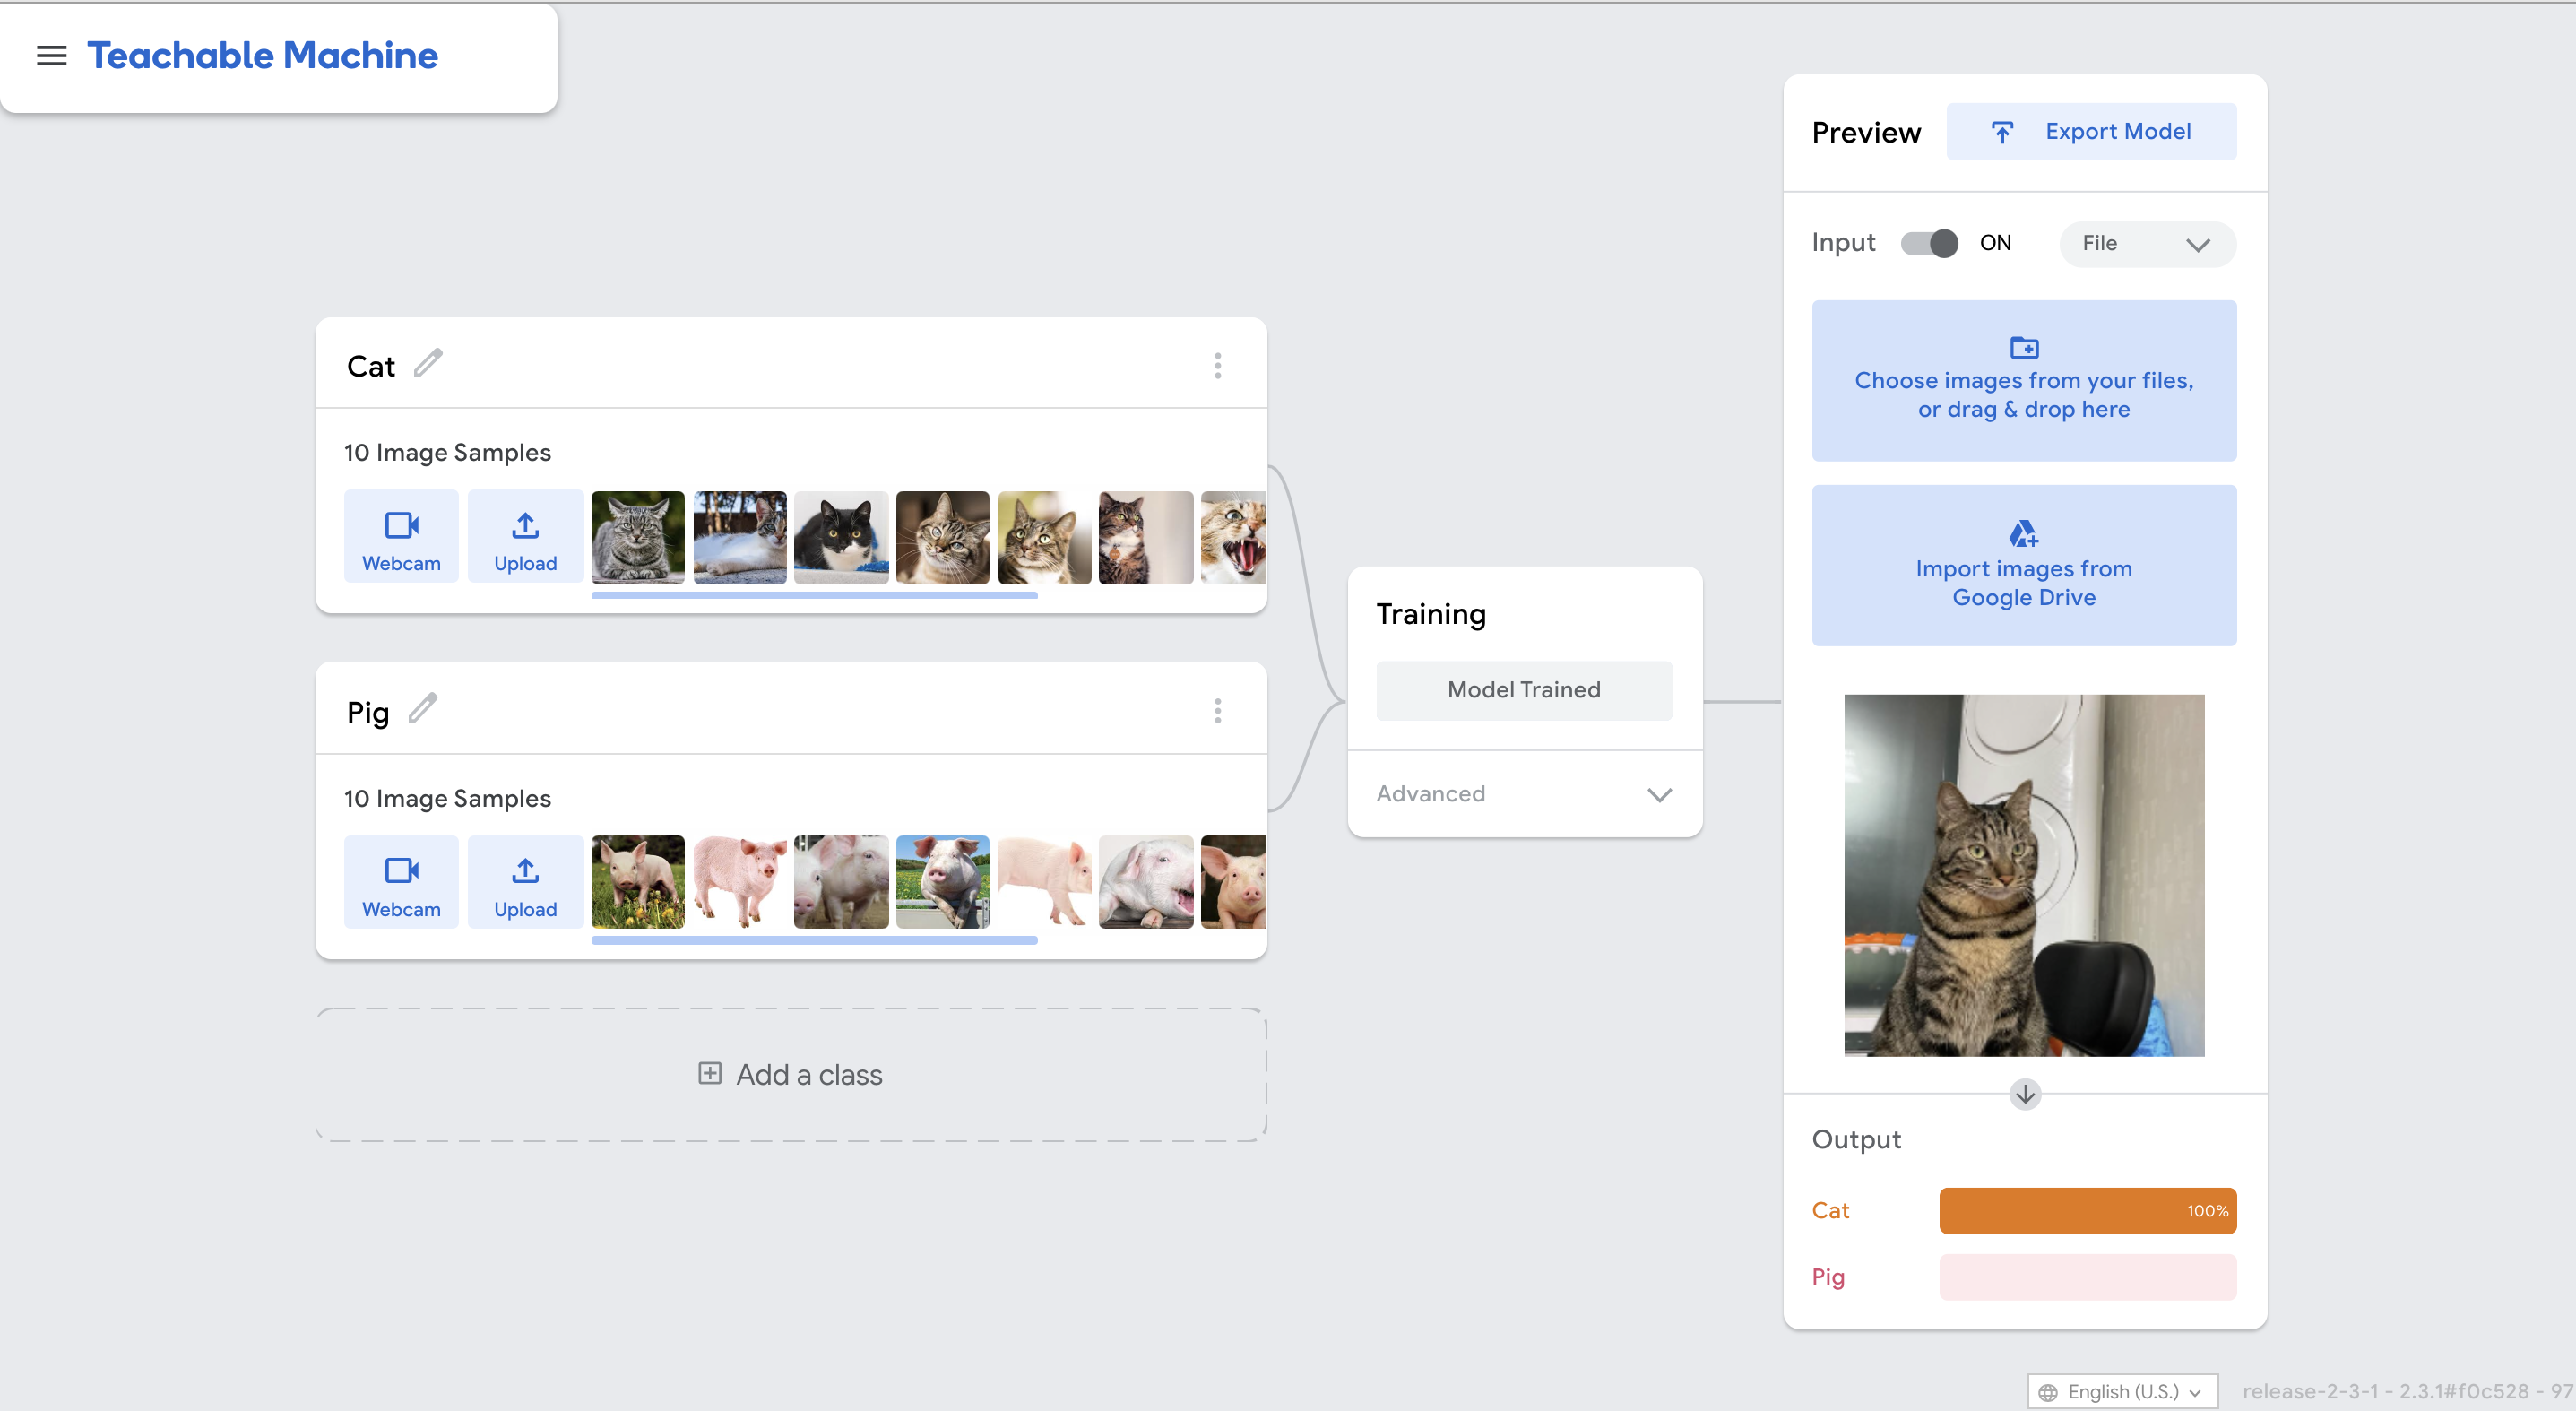 Teachable Machine
Preview
Export Model
Input
ON
File
Choose images from your files,
or drag & drop here
Import images from
Google Drive
Cat
10 Image Samples
Webcam
Upload
Pig
10 Image Samples
Webcam
Upload
Add a class
Training
Model Trained
Advanced
Output
Cat
100%
Pig
English (U.S.)
release-2-3-1 - 2.3.1#f0c528 - 97